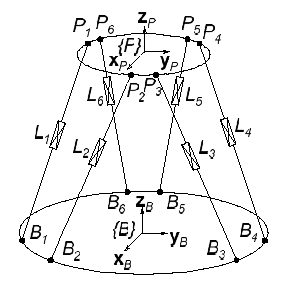 P1 P6 zP P5 P4
{F}
xP yP
P2 P3
L6 L5
L1 L2 L3 L4
B6 zB B5
B1 {E} yB B4
B2 xB B3